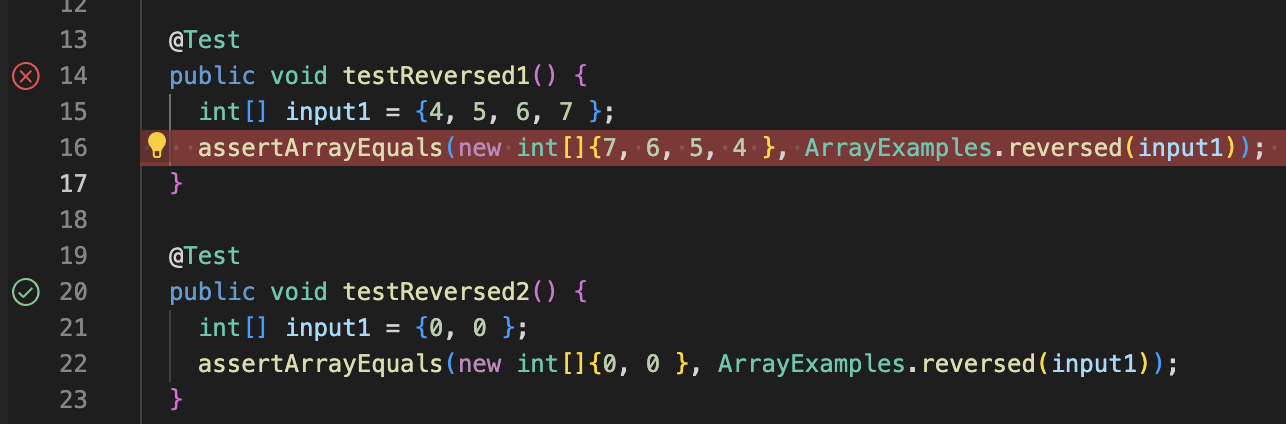 12
13 @Test
14 public void testReversed1() {
15 int[] input1 = {4, 5, 6, 7 };
16 assertArrayEquals(new int[]{7, 6, 5, 4 }, ArrayExamples.reversed(input1));
17 }
18
19 @Test
20 public void testReversed2() {
21 int[] input1 = {0, 0 };
22 assertArrayEquals(new int[]{0, 0 }, ArrayExamples.reversed(input1));
23 }